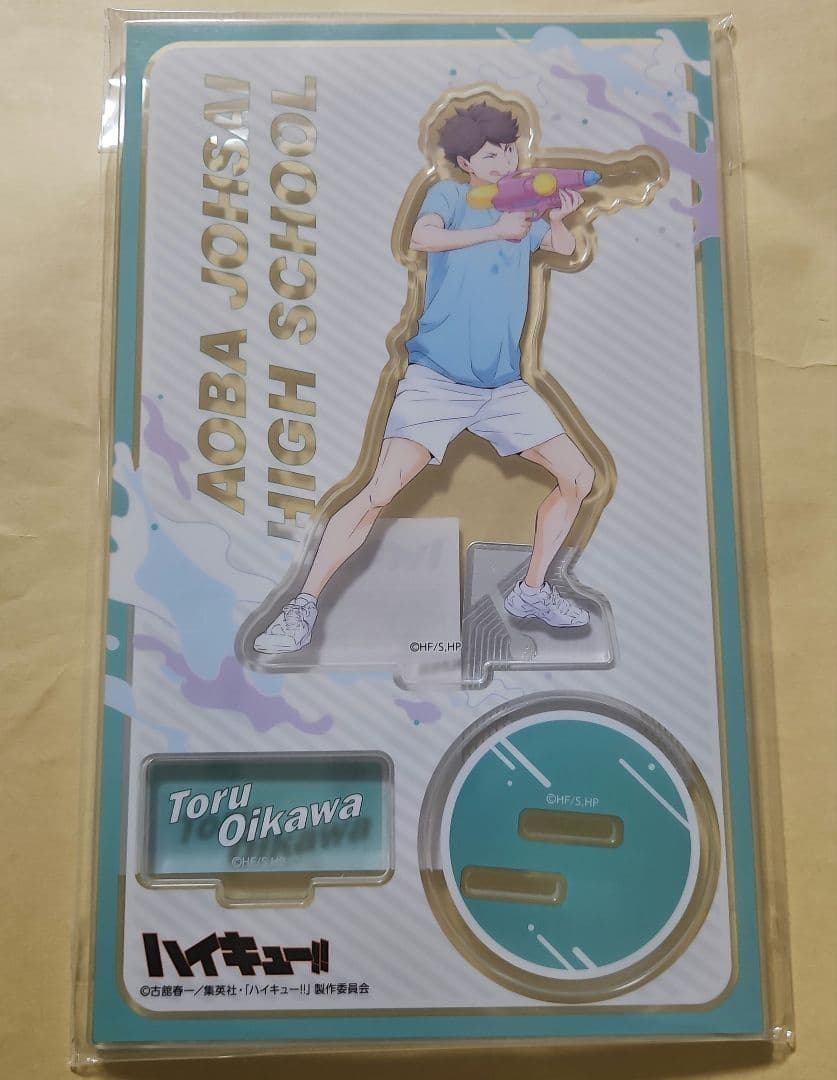 AOBA JOHSAI
HIGH SCHOOL
©HF/S,HP
Toru
Oikawa
©HF/S,HP
©HF/S,HP
ハイキュー!!
©古舘春一／集英社・「ハイキュー!!」製作委員会